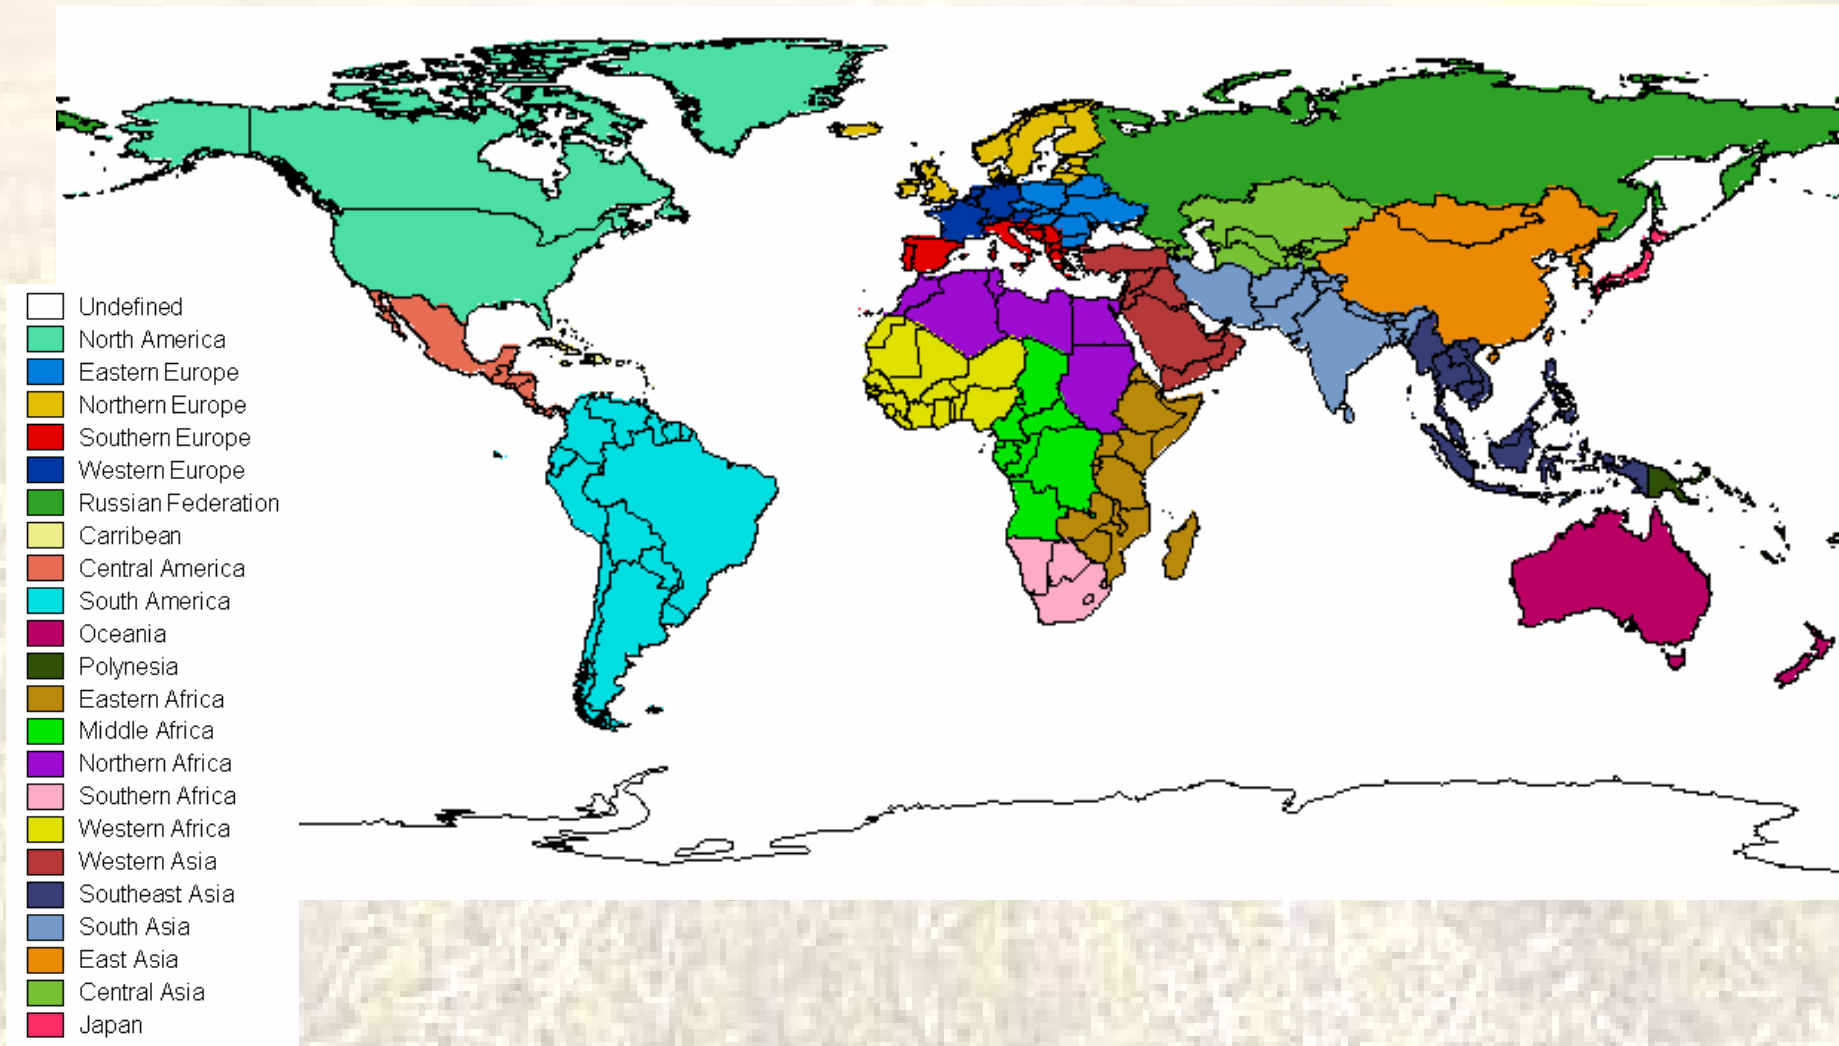 Undefined
North America
Eastern Europe
Northern Europe
Southern Europe
Western Europe
Russian Federation
Carribean
Central America
South America
Oceania
Polynesia
Eastern Africa
Middle Africa
Northern Africa
Southern Africa
Western Africa
Western Asia
Southeast Asia
South Asia
East Asia
Central Asia
Japan